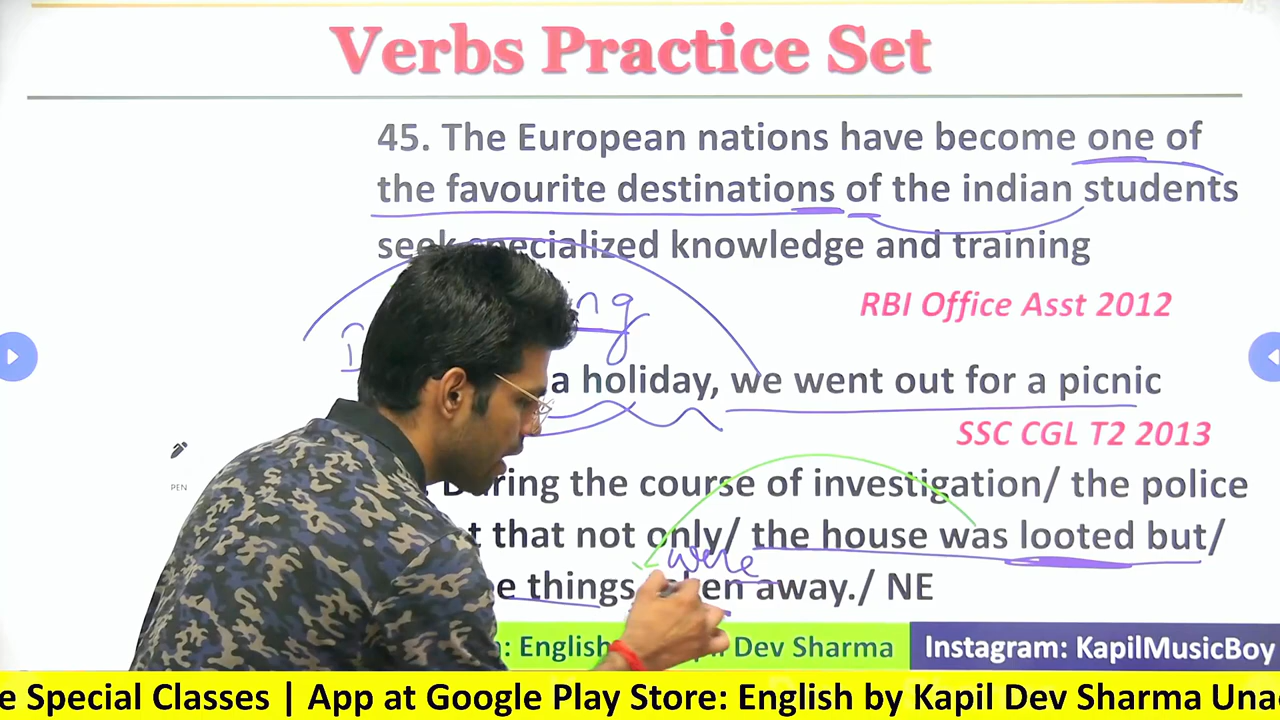 Verbs Practice Set
45. The European nations have become one of
the favourite destinations of the indian students
seek specialized knowledge and training
RBI Office Asst 2012
ing
a holiday, we went out for a picnic
SSC CGL T2 2013
During the course of investigation/ the police
that not only/ the house was looted but/
were
things away./ NE
PEN
English Dev Sharma Instagram: KapilMusicBoy
e Special Classes | App at Google Play Store: English by Kapil Dev Sharma Una